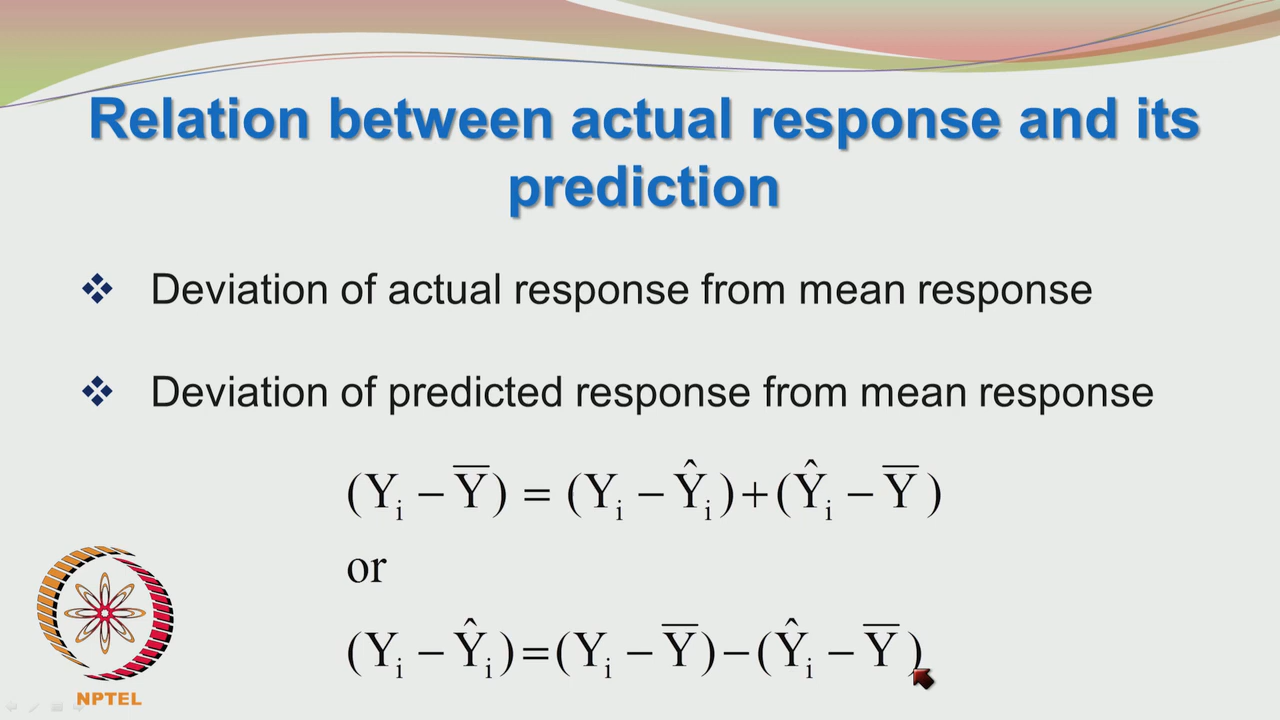 Relation between actual response and its
prediction
❖ Deviation of actual response from mean response
❖ Deviation of predicted response from mean response
(Yᵢ − Y̅) = (Yᵢ − Ŷᵢ) + (Ŷᵢ − Y̅)
or
(Yᵢ − Ŷᵢ) = (Yᵢ − Y̅) − (Ŷᵢ − Y̅)
NPTEL